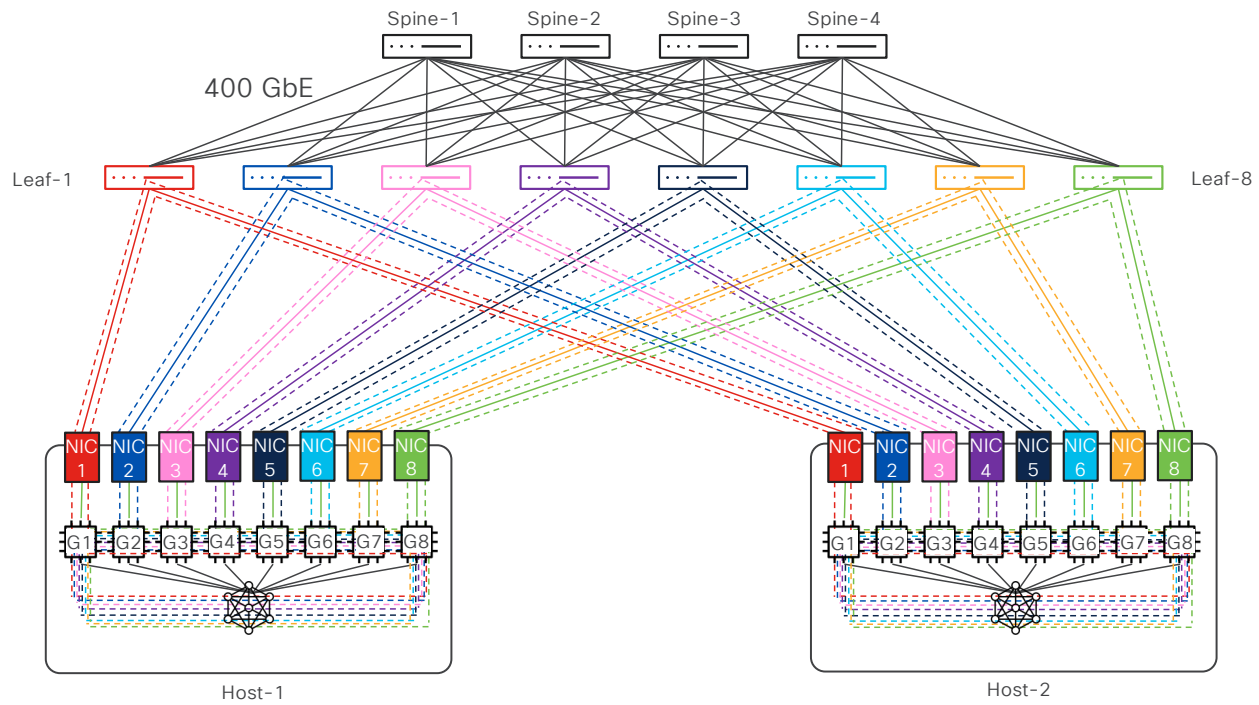 Spine-1 Spine-2 Spine-3 Spine-4
400 GbE
Leaf-1 Leaf-8
NIC 1 NIC 2 NIC 3 NIC 4 NIC 5 NIC 6 NIC 7 NIC 8
NIC 1 NIC 2 NIC 3 NIC 4 NIC 5 NIC 6 NIC 7 NIC 8
G1 G2 G3 G4 G5 G6 G7 G8
G1 G2 G3 G4 G5 G6 G7 G8
Host-1
Host-2